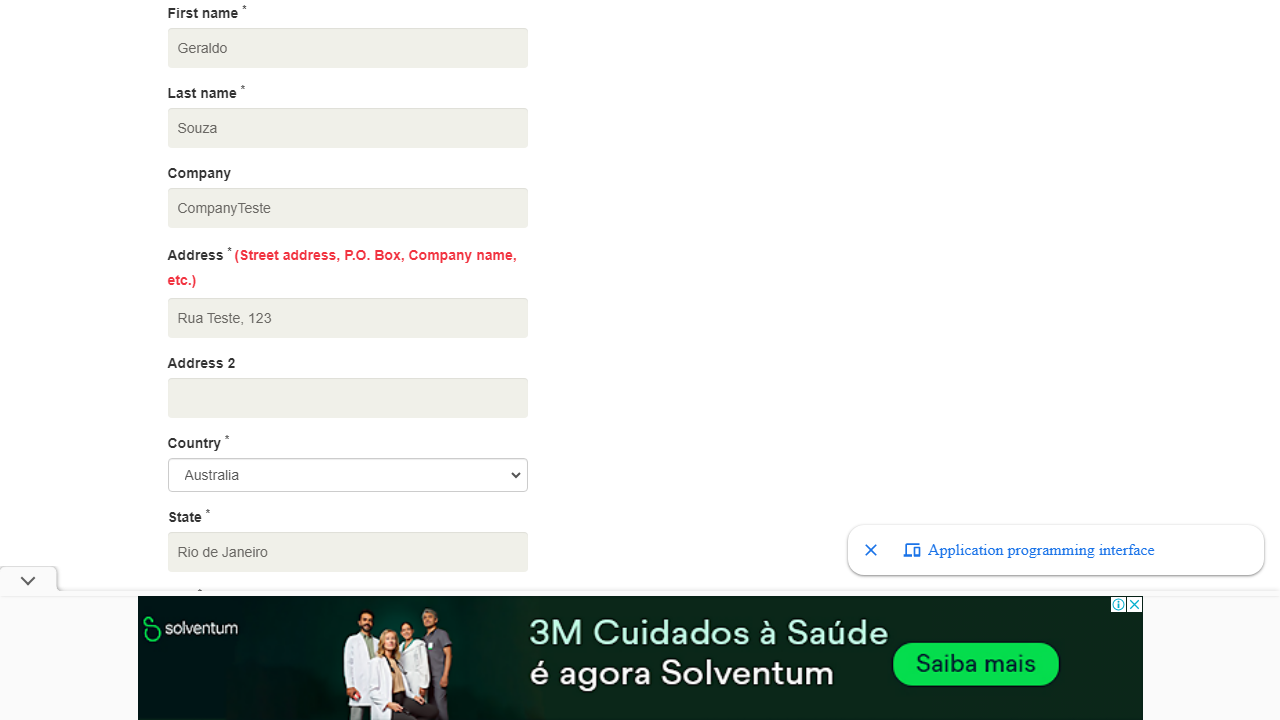 First name *
Geraldo
Last name *
Souza
Company
CompanyTeste
Address * (Street address, P.O. Box, Company name,
etc.)
Rua Teste, 123
Address 2
Country *
Australia
State *
Rio de Janeiro
Application programming interface
solventum
3M Cuidados à Saúde
é agora Solventum
Saiba mais